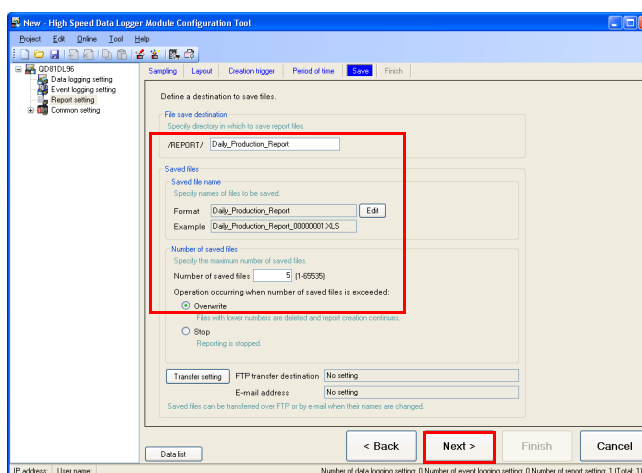 New - High Speed Data Logger Module Configuration Tool
Project Edit Online Tool Help
QD81DL96
Data logging setting
Event logging setting
Report setting
Common setting
Sampling Layout Creation trigger Period of time Save Finish
Define a destination to save files.
File save destination
Specify directory in which to save report files.
/REPORT/ Daily_Production_Report
Saved files
Saved file name
Specify names of files to be saved.
Format Daily_Production_Report Edit
Example Daily_Production_Report_00000001.XLS
Number of saved files
Specify the maximum number of saved files.
Number of saved files 5 (1-65535)
Operation occurring when number of saved files is exceeded:
Overwrite
Files with lower numbers are deleted and report creation continues.
Stop
Reporting is stopped.
Transfer setting FTP transfer destination No setting
E-mail address No setting
Saved files can be transferred over FTP or by e-mail when their names are changed.
Data list < Back Next > Finish Cancel
IP address: User name: Number of data logging setting: 0 Number of event logging setting: 0 Number of report setting: 1 (Total: 1)